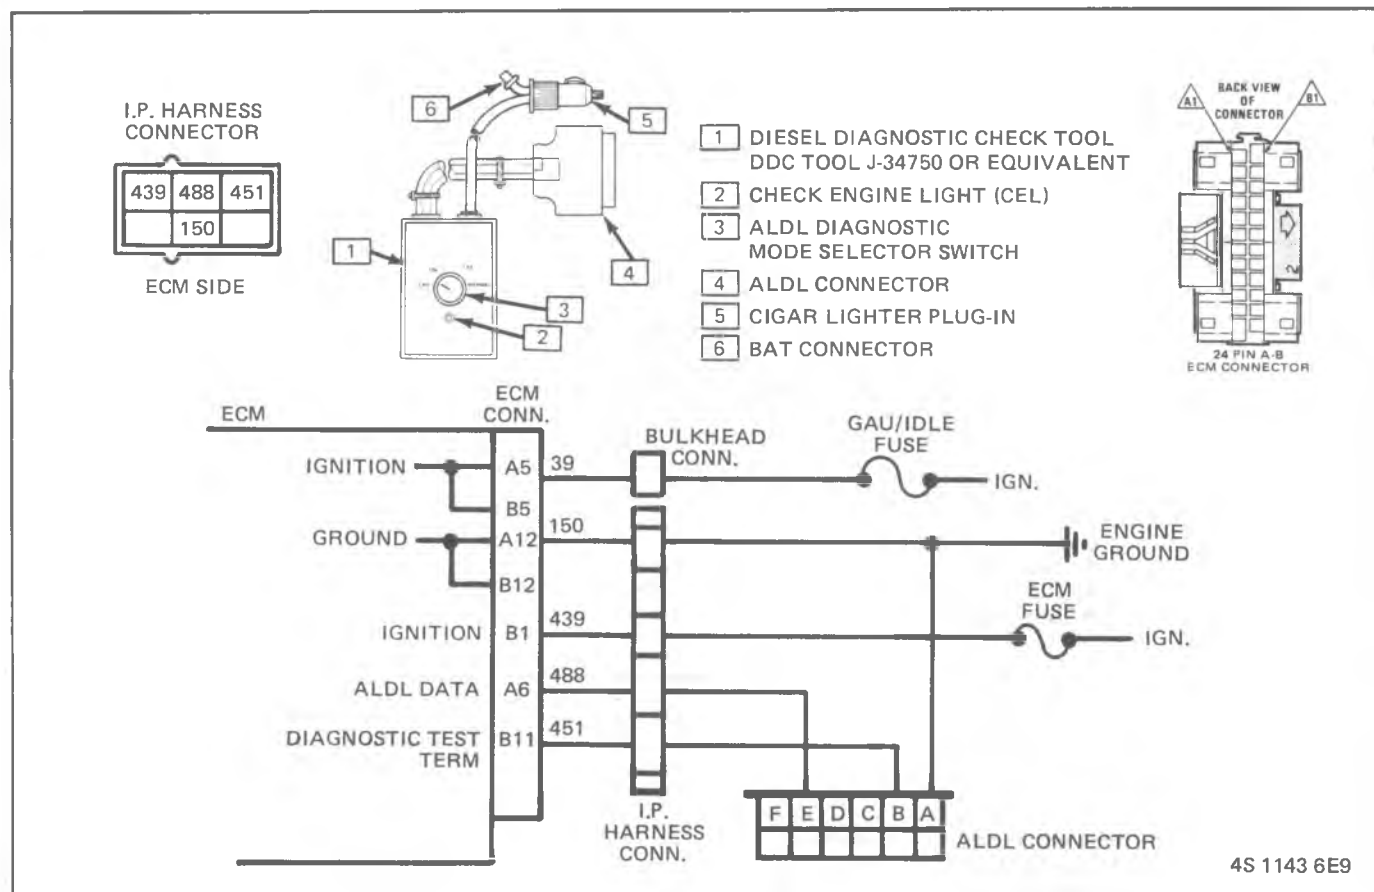 I.P. HARNESS
CONNECTOR
439 488 451
150
ECM SIDE
6
5
1
4
3
2
1 DIESEL DIAGNOSTIC CHECK TOOL
DDC TOOL J-34750 OR EQUIVALENT
2 CHECK ENGINE LIGHT (CEL)
3 ALDL DIAGNOSTIC
MODE SELECTOR SWITCH
4 ALDL CONNECTOR
5 CIGAR LIGHTER PLUG-IN
6 BAT CONNECTOR
A1
BACK VIEW
OF
CONNECTOR
B1
2
24 PIN A-B
ECM CONNECTOR
ECM
ECM
CONN.
BULKHEAD
CONN.
GAU/IDLE
FUSE
IGNITION
A5
39
IGN.
B5
GROUND
A12
150
ENGINE
GROUND
B12
ECM
FUSE
IGNITION
B1
439
IGN.
ALDL DATA
A6
488
DIAGNOSTIC TEST
TERM
B11
451
I.P.
HARNESS
CONN.
F E D C B A
ALDL CONNECTOR
4S 1143 6E9